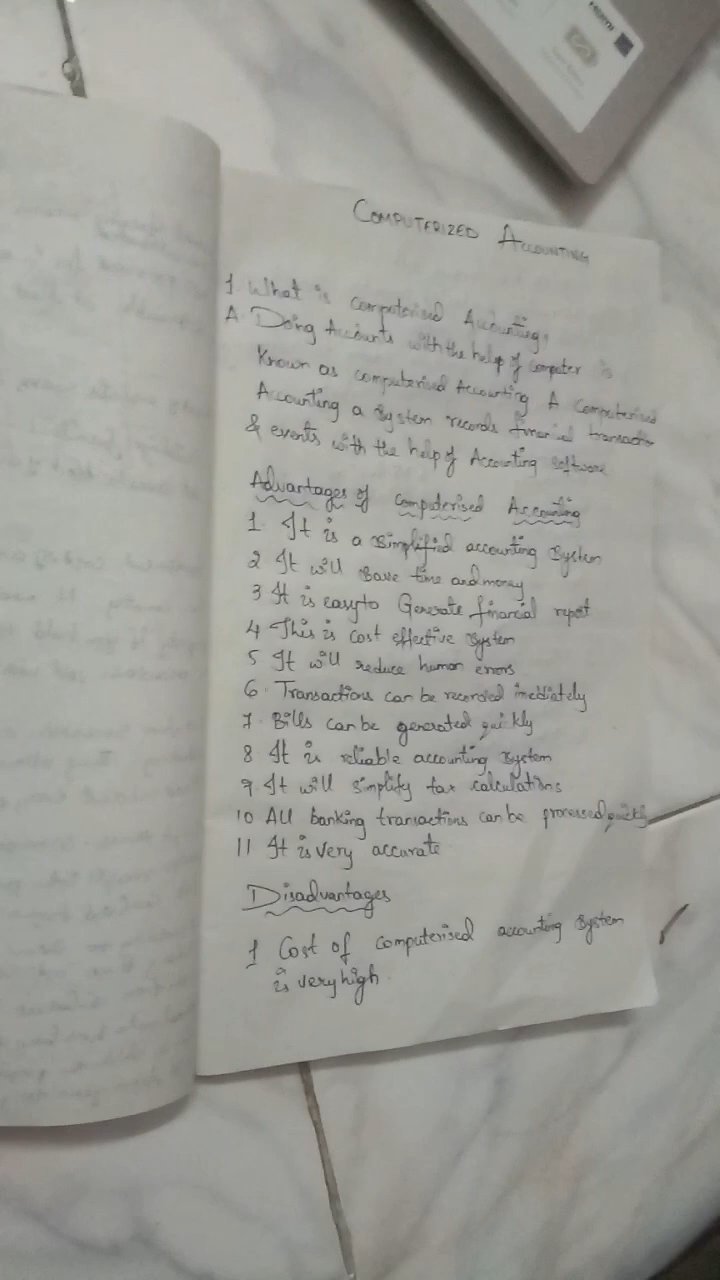 HDMI
COMPUTERIZED ACCOUNTING
1. What is computerised Accounting?
A. Doing Accounts with the help of computer is
Known as computerised Accounting A Computerised
Accounting a System records financial transaction
& events with the help of Accounting software
Advantages of Computerised Accounting
1. It is a simplified accounting System
2 It will Save time and money
3 It is easy to Generate financial report
4 This is cost effective System
5 It will reduce human errors
6. Transactions can be recorded imediately
7. Bills can be generated quickly
8 It is reliable accounting System
9. It will simplify tax calculations
10 All banking transactions can be processed quickly
11 It is very accurate
Disadvantages
1 Cost of computerised accounting System
is very high.